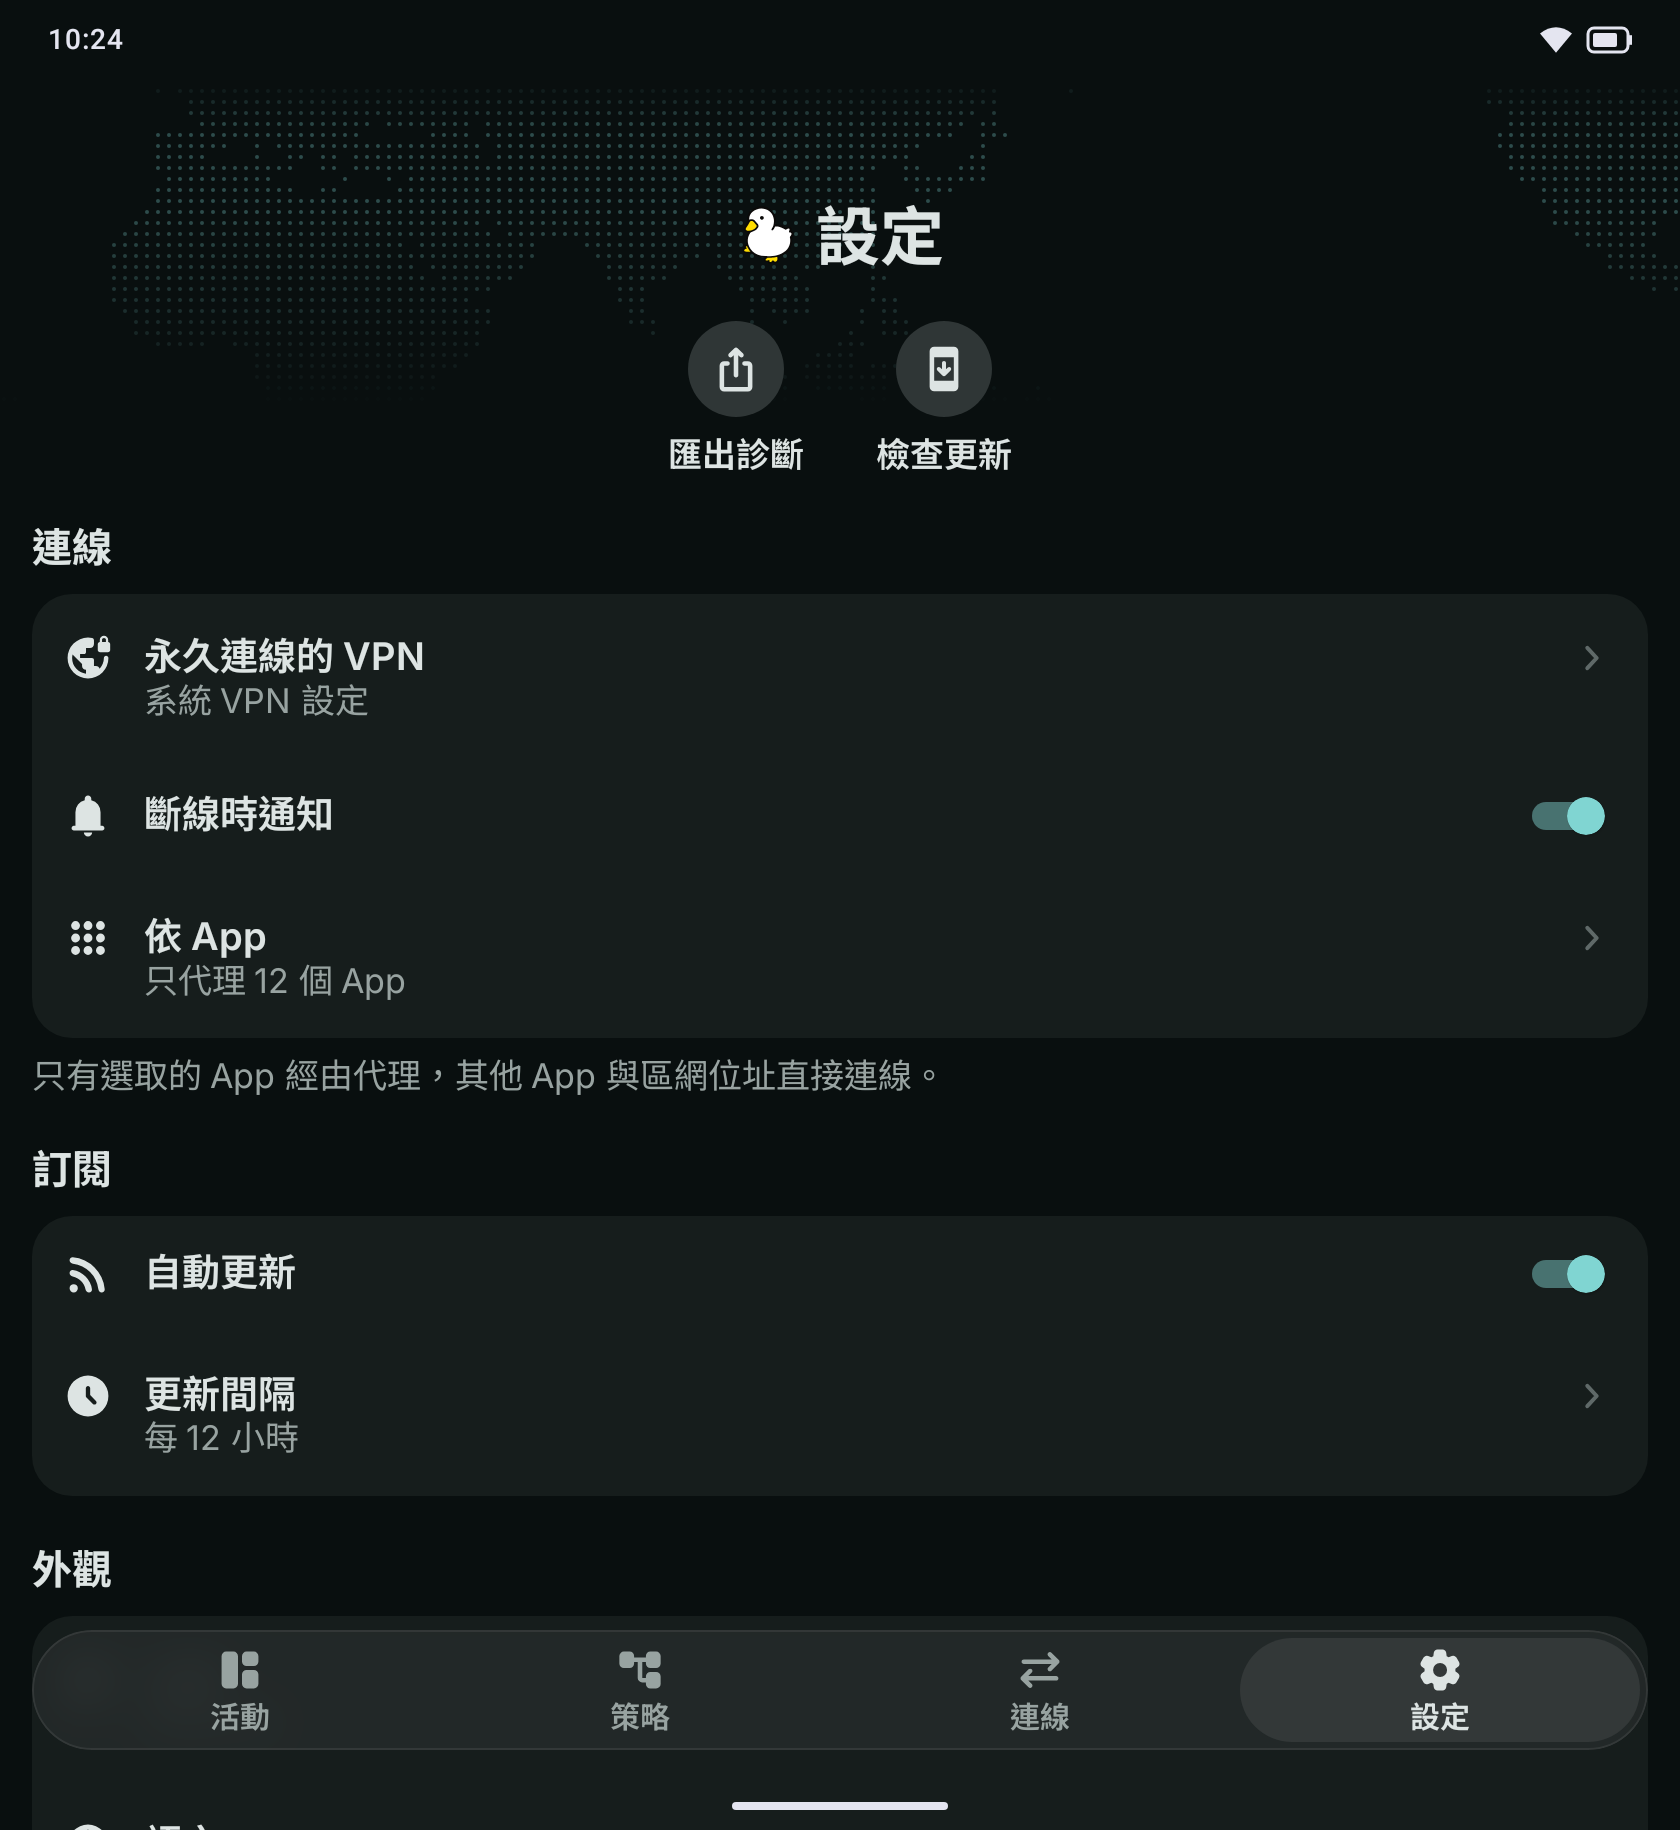 10:24
設定
匯出診斷
檢查更新
連線
永久連線的 VPN
系統 VPN 設定
斷線時通知
依 App
只代理 12 個 App
只有選取的 App 經由代理，其他 App 與區網位址直接連線。
訂閱
自動更新
更新間隔
每 12 小時
外觀
活動
策略
連線
設定